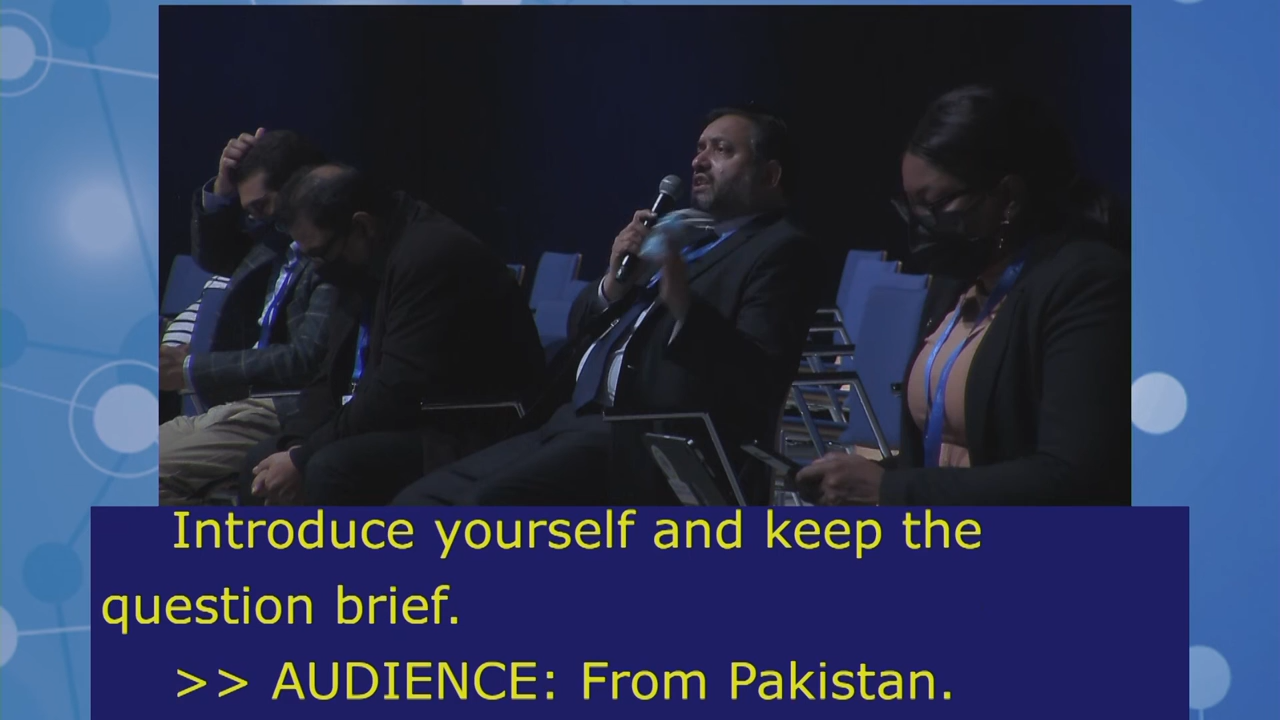 Introduce yourself and keep the
question brief.
>> AUDIENCE: From Pakistan.